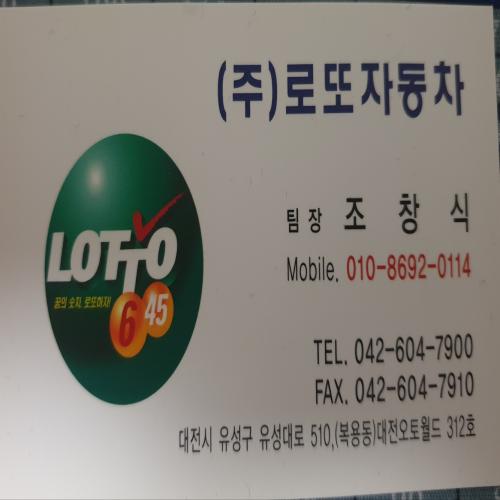 (주)로또자동차
팀장 조창식
Mobile. 010-8692-0114
LOTTO
꿈의 숫자, 로또하자!
6 45
TEL. 042-604-7900
FAX. 042-604-7910
대전시 유성구 유성대로 510,(복용동)대전오토월드 312호